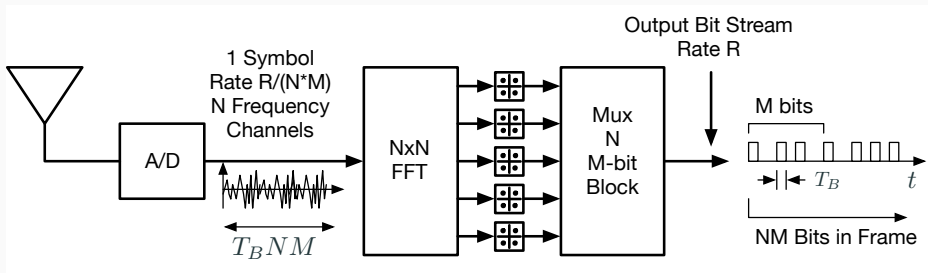 Output Bit Stream
Rate R
1 Symbol
Rate R/(N*M)
N Frequency
Channels
A/D
NxN
FFT
Mux
N
M-bit
Block
M bits
T_B
t
T_B N M
NM Bits in Frame